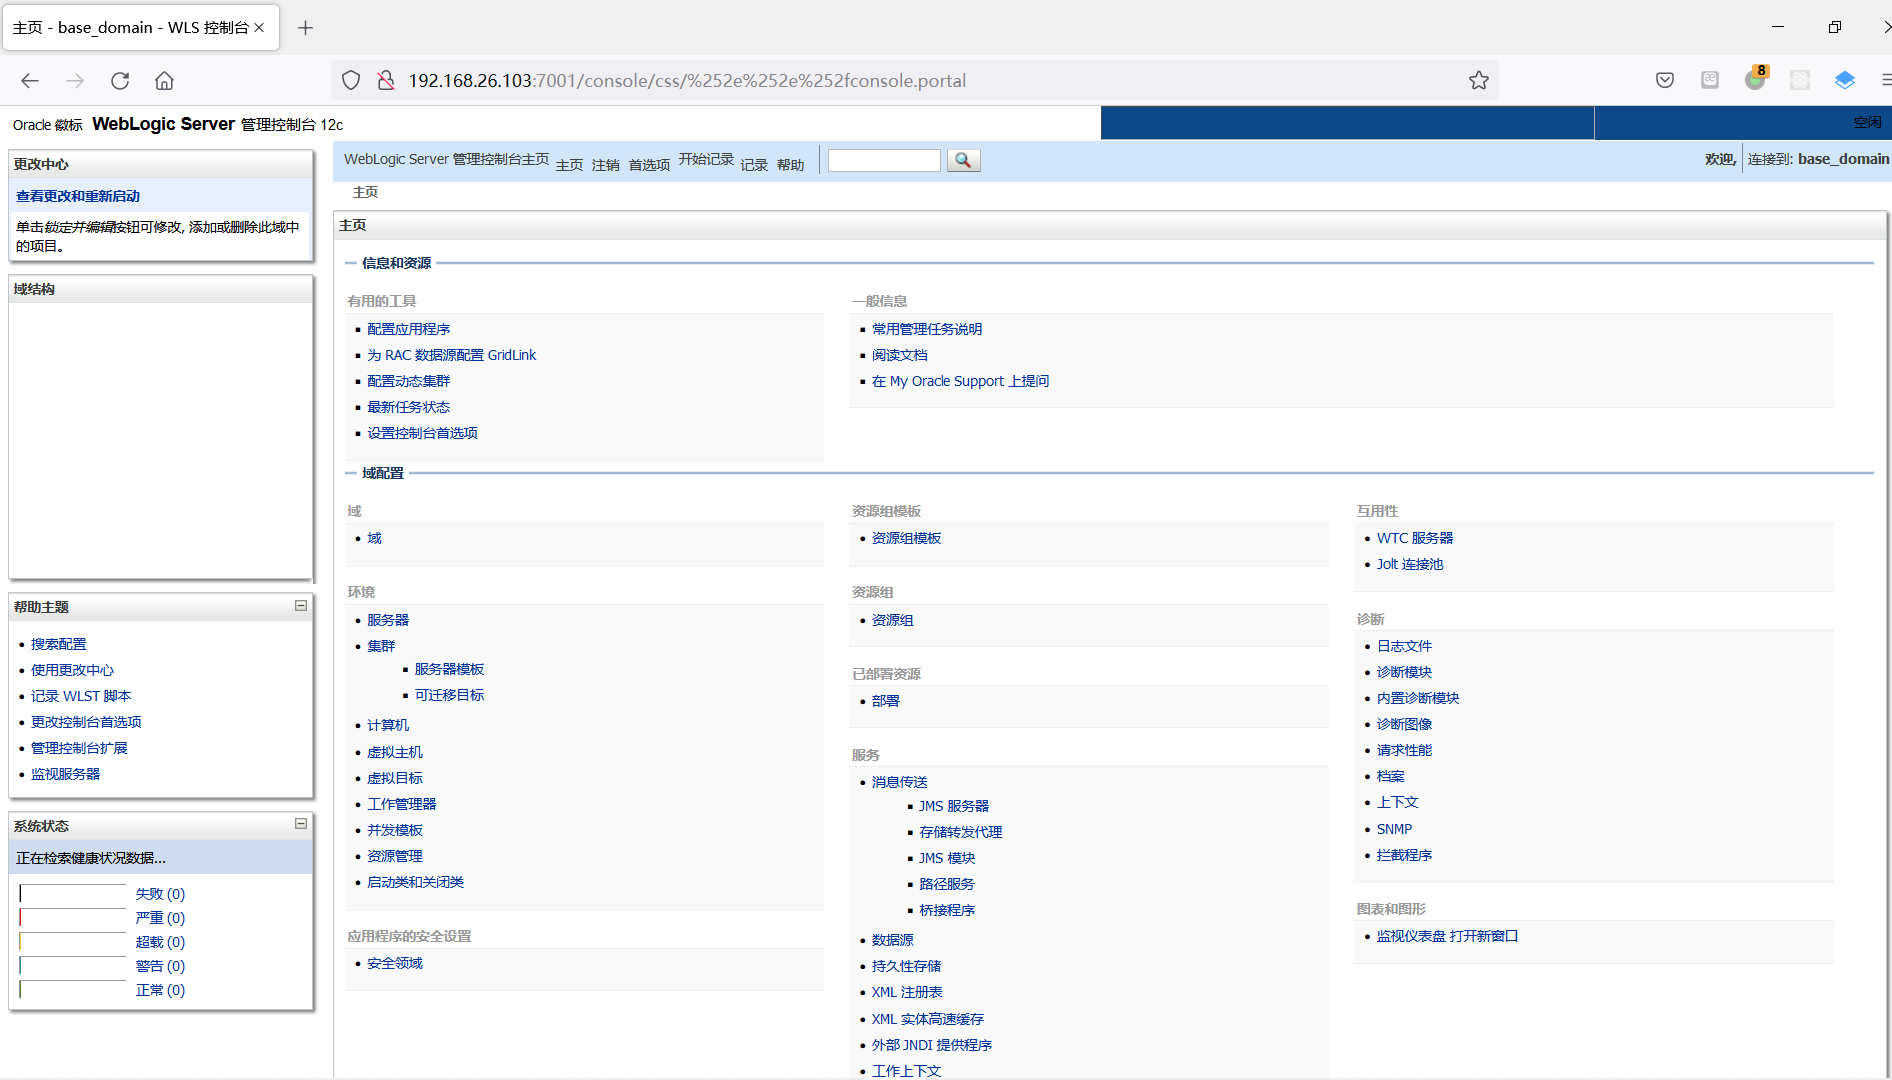 主页 - base_domain - WLS 控制台
192.168.26.103:7001/console/css/%252e%252e%252fconsole.portal
8
Oracle 徽标 WebLogic Server 管理控制台 12c
空闲
更改中心
查看更改和重新启动
单击锁定并编辑按钮可修改, 添加或删除此域中
的项目。
域结构
帮助主题
搜索配置
使用更改中心
记录 WLST 脚本
更改控制台首选项
管理控制台扩展
监视服务器
系统状态
正在检索健康状况数据...
失败 (0)
严重 (0)
超载 (0)
警告 (0)
正常 (0)
WebLogic Server 管理控制台主页 主页 注销 首选项 开始记录 记录 帮助
欢迎, 连接到: base_domain
主页
主页
信息和资源
有用的工具
配置应用程序
为 RAC 数据源配置 GridLink
配置动态集群
最新任务状态
设置控制台首选项
一般信息
常用管理任务说明
阅读文档
在 My Oracle Support 上提问
域配置
域
域
环境
服务器
集群
服务器模板
可迁移目标
计算机
虚拟主机
虚拟目标
工作管理器
并发模板
资源管理
启动类和关闭类
应用程序的安全设置
安全领域
资源组模板
资源组模板
资源组
资源组
已部署资源
部署
服务
消息传送
JMS 服务器
存储转发代理
JMS 模块
路径服务
桥接程序
数据源
持久性存储
XML 注册表
XML 实体高速缓存
外部 JNDI 提供程序
工作上下文
互用性
WTC 服务器
Jolt 连接池
诊断
日志文件
诊断模块
内置诊断模块
诊断图像
请求性能
档案
上下文
SNMP
拦截程序
图表和图形
监视仪表盘 打开新窗口